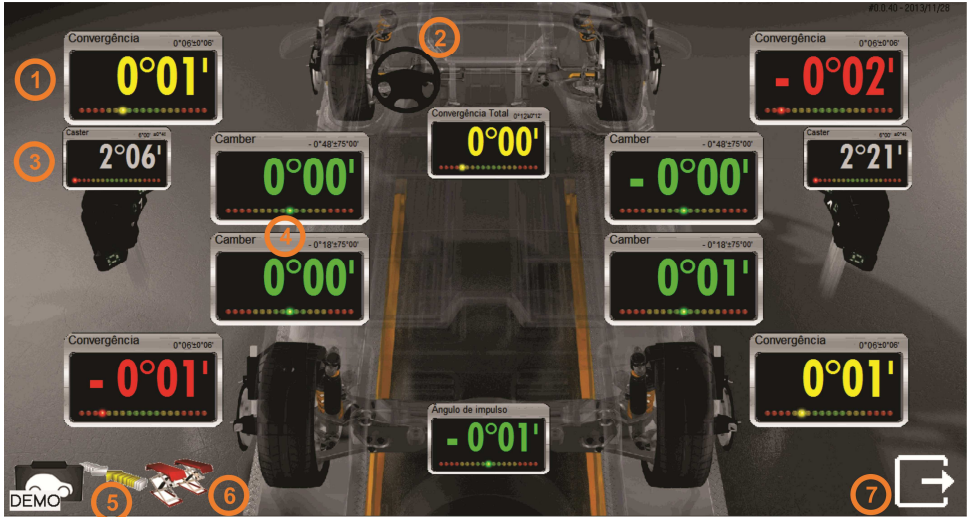 #0.0.40 - 2013/11/28
2
Convergência 0°06'±0°06'
0°01'
1
Convergência 0°06'±0°06'
- 0°02'
Convergência Total 0°12'±0°12'
0°00'
Caster
2°06'
3
Camber - 0°48'±75°00'
0°00'
Camber - 0°48'±75°00'
- 0°00'
Caster
2°21'
4
Camber - 0°18'±75°00'
0°00'
Camber - 0°18'±75°00'
0°01'
Convergência 0°06'±0°06'
- 0°01'
Convergência 0°06'±0°06'
0°01'
Ângulo de impulso
- 0°01'
DEMO
5
6
7